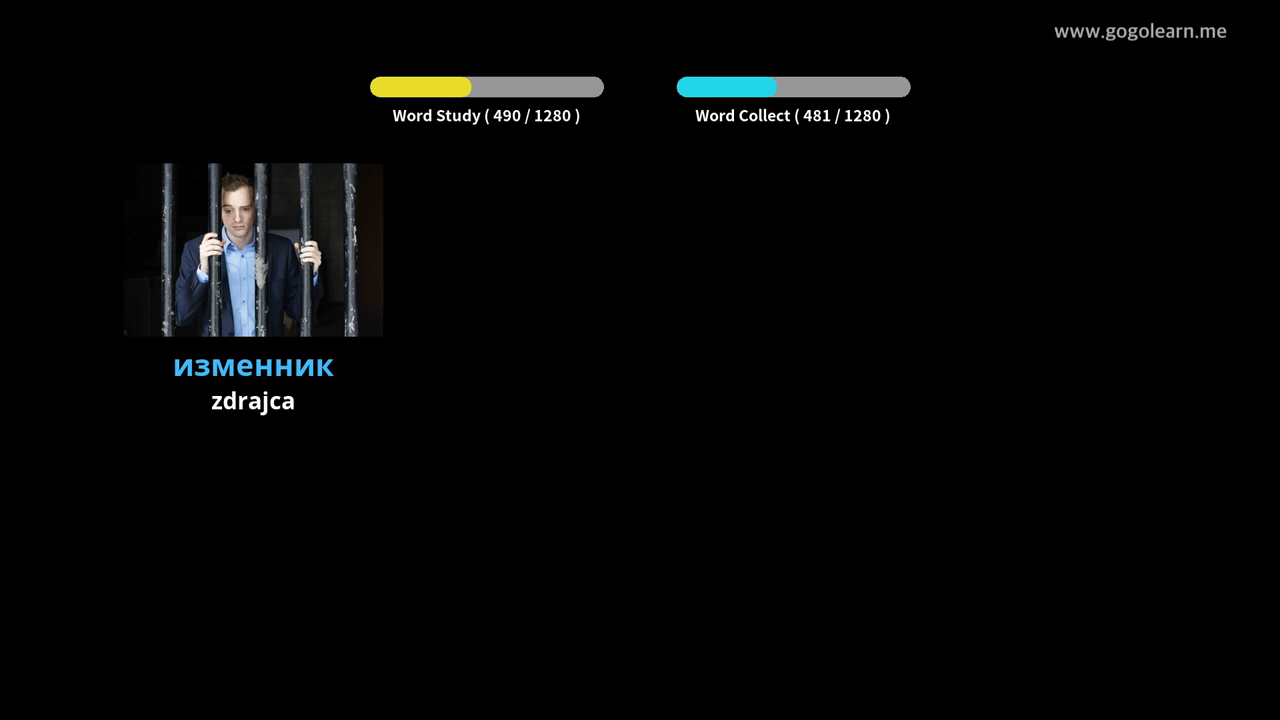 www.gogolearn.me
Word Study ( 490 / 1280 )
Word Collect ( 481 / 1280 )
изменник
zdrajca